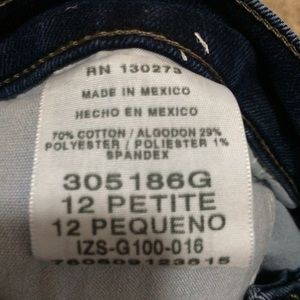 RN 130273
MADE IN MEXICO
HECHO EN MEXICO
70% COTTON / ALGODON 29%
POLYESTER / POLYESTER 1%
SPANDEX
305186G
12 PETITE
12 PEQUENO
IZS-G100-016